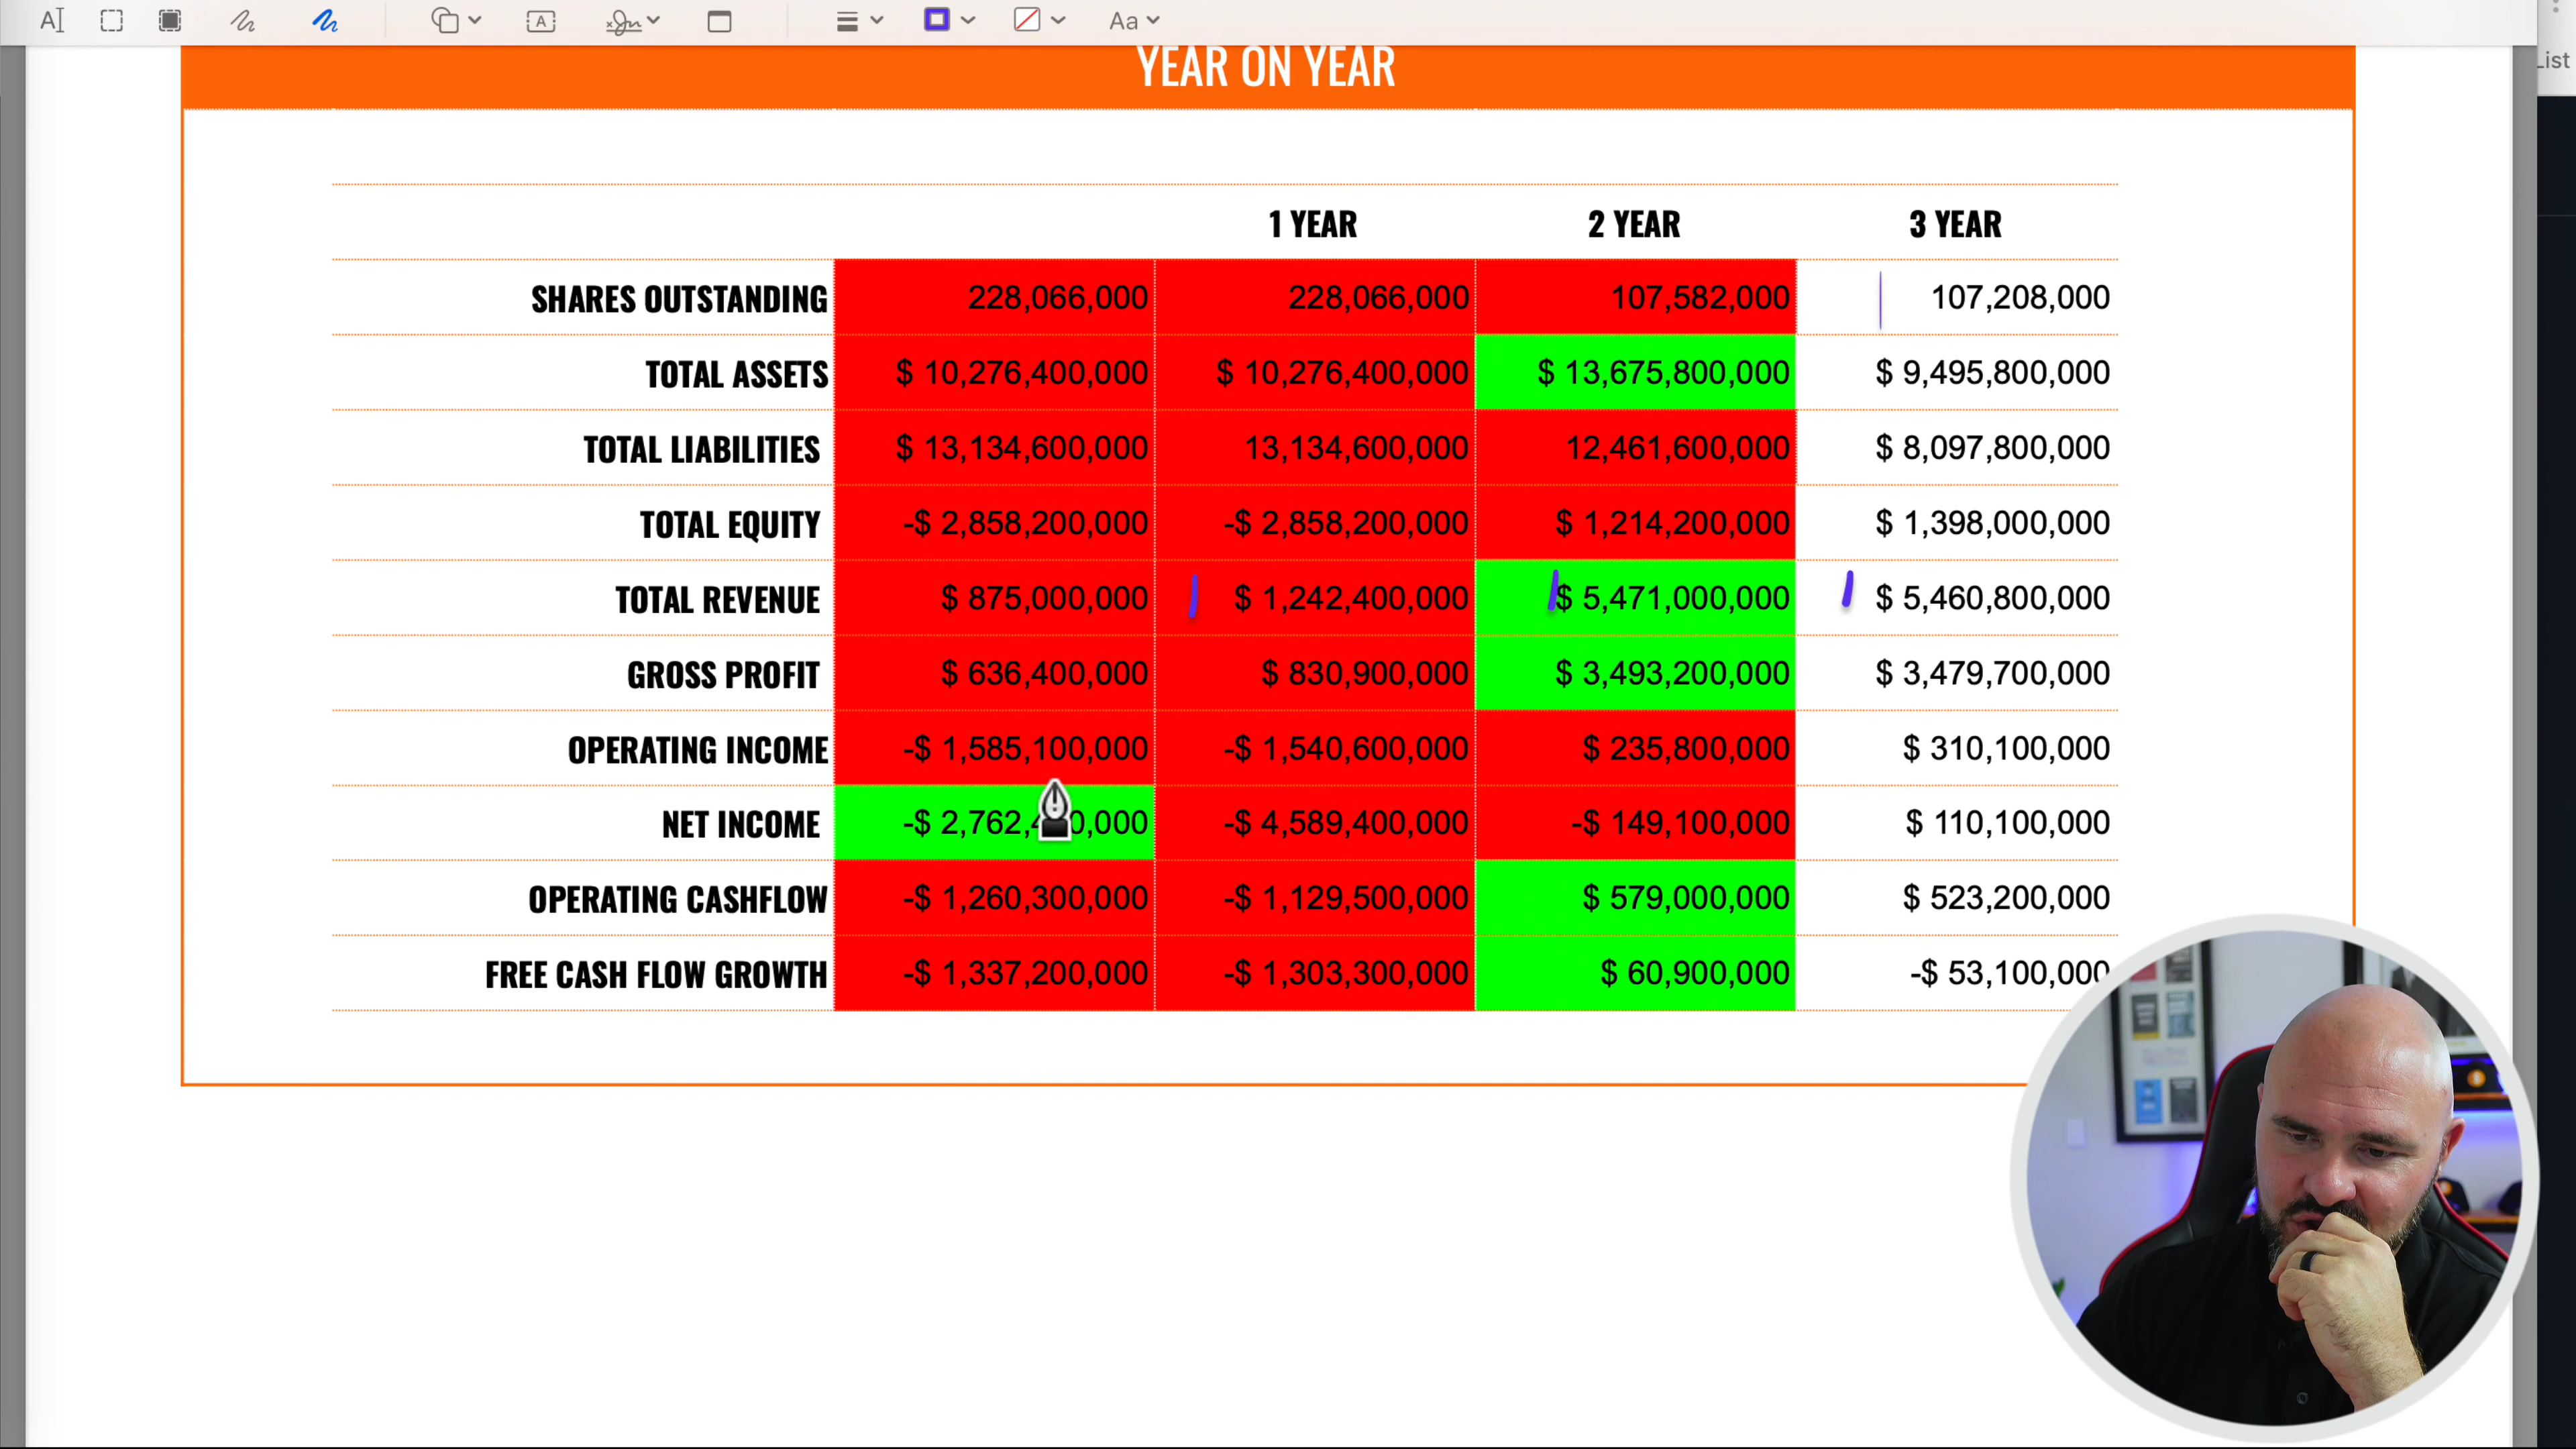 Aa
List
YEAR ON YEAR
1 YEAR 2 YEAR 3 YEAR
SHARES OUTSTANDING 228,066,000 228,066,000 107,582,000 107,208,000
TOTAL ASSETS $ 10,276,400,000 $ 10,276,400,000 $ 13,675,800,000 $ 9,495,800,000
TOTAL LIABILITIES $ 13,134,600,000 13,134,600,000 12,461,600,000 $ 8,097,800,000
TOTAL EQUITY -$ 2,858,200,000 -$ 2,858,200,000 $ 1,214,200,000 $ 1,398,000,000
TOTAL REVENUE $ 875,000,000 $ 1,242,400,000 $ 5,471,000,000 $ 5,460,800,000
GROSS PROFIT $ 636,400,000 $ 830,900,000 $ 3,493,200,000 $ 3,479,700,000
OPERATING INCOME -$ 1,585,100,000 -$ 1,540,600,000 $ 235,800,000 $ 310,100,000
NET INCOME -$ 4,589,400,000 -$ 149,100,000 $ 110,100,000
OPERATING CASHFLOW -$ 1,260,300,000 -$ 1,129,500,000 $ 579,000,000 $ 523,200,000
FREE CASH FLOW GROWTH -$ 1,337,200,000 -$ 1,303,300,000 $ 60,900,000 -$ 53,100,000